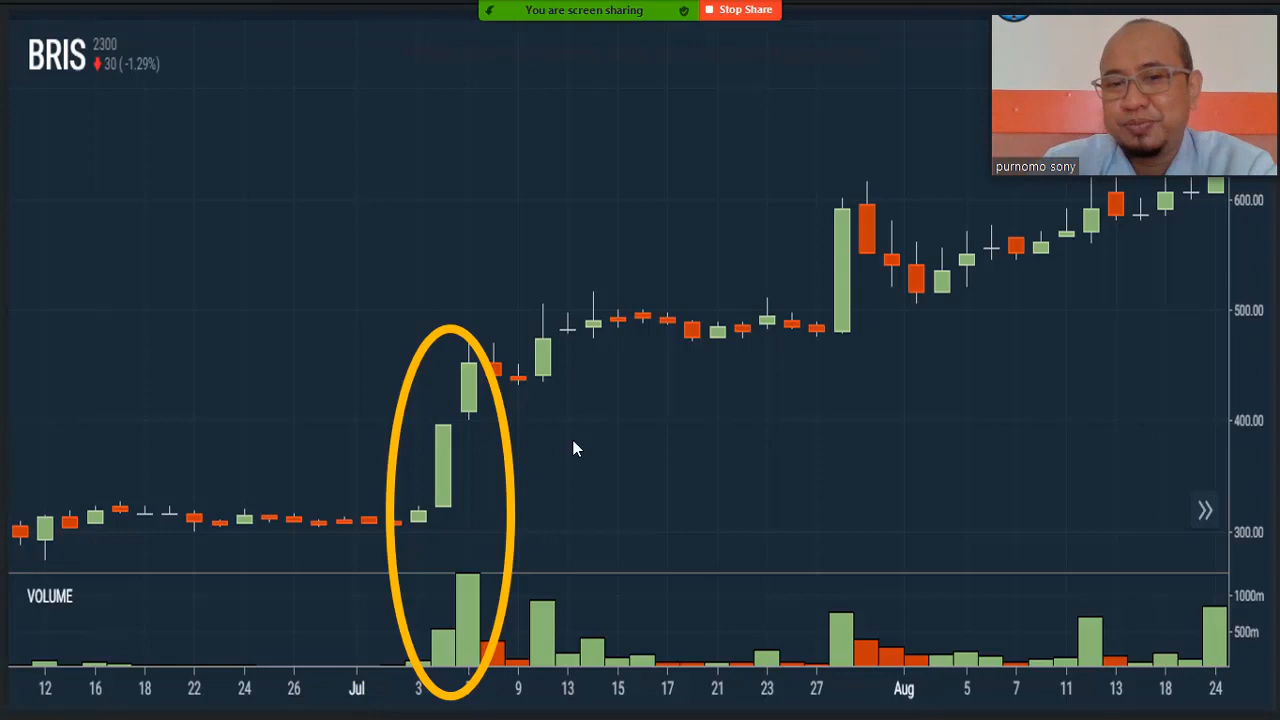 You are screen sharing
Stop Share
BRIS
2300
30 (-1.29%)
purnomo sony
600.00
500.00
400.00
300.00
VOLUME
1000m
500m
12 16 18 22 24 26 Jul 3 9 13 15 17 21 23 27 Aug 5 7 11 13 18 24